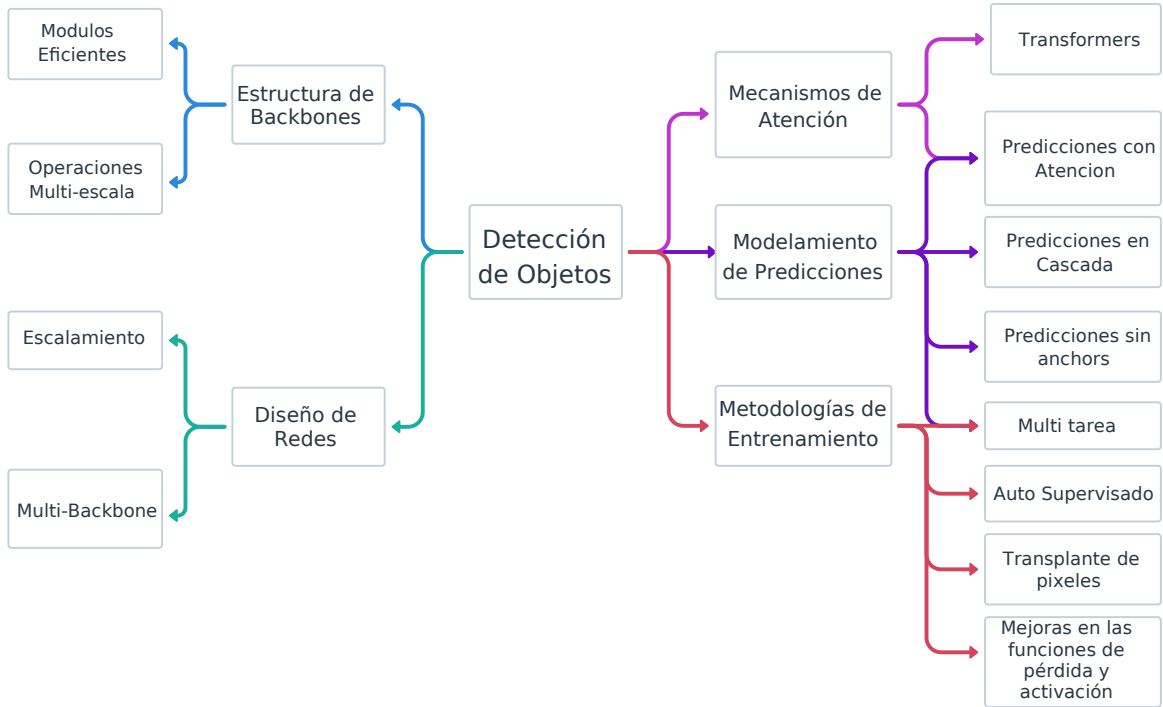 Modulos
Eficientes
Operaciones
Multi-escala
Estructura de
Backbones
Escalamiento
Multi-Backbone
Diseño de
Redes
Detección
de Objetos
Mecanismos de
Atención
Modelamiento
de Predicciones
Metodologías de
Entrenamiento
Transformers
Predicciones con
Atencion
Predicciones en
Cascada
Predicciones sin
anchors
Multi tarea
Auto Supervisado
Transplante de
pixeles
Mejoras en las
funciones de
pérdida y
activación